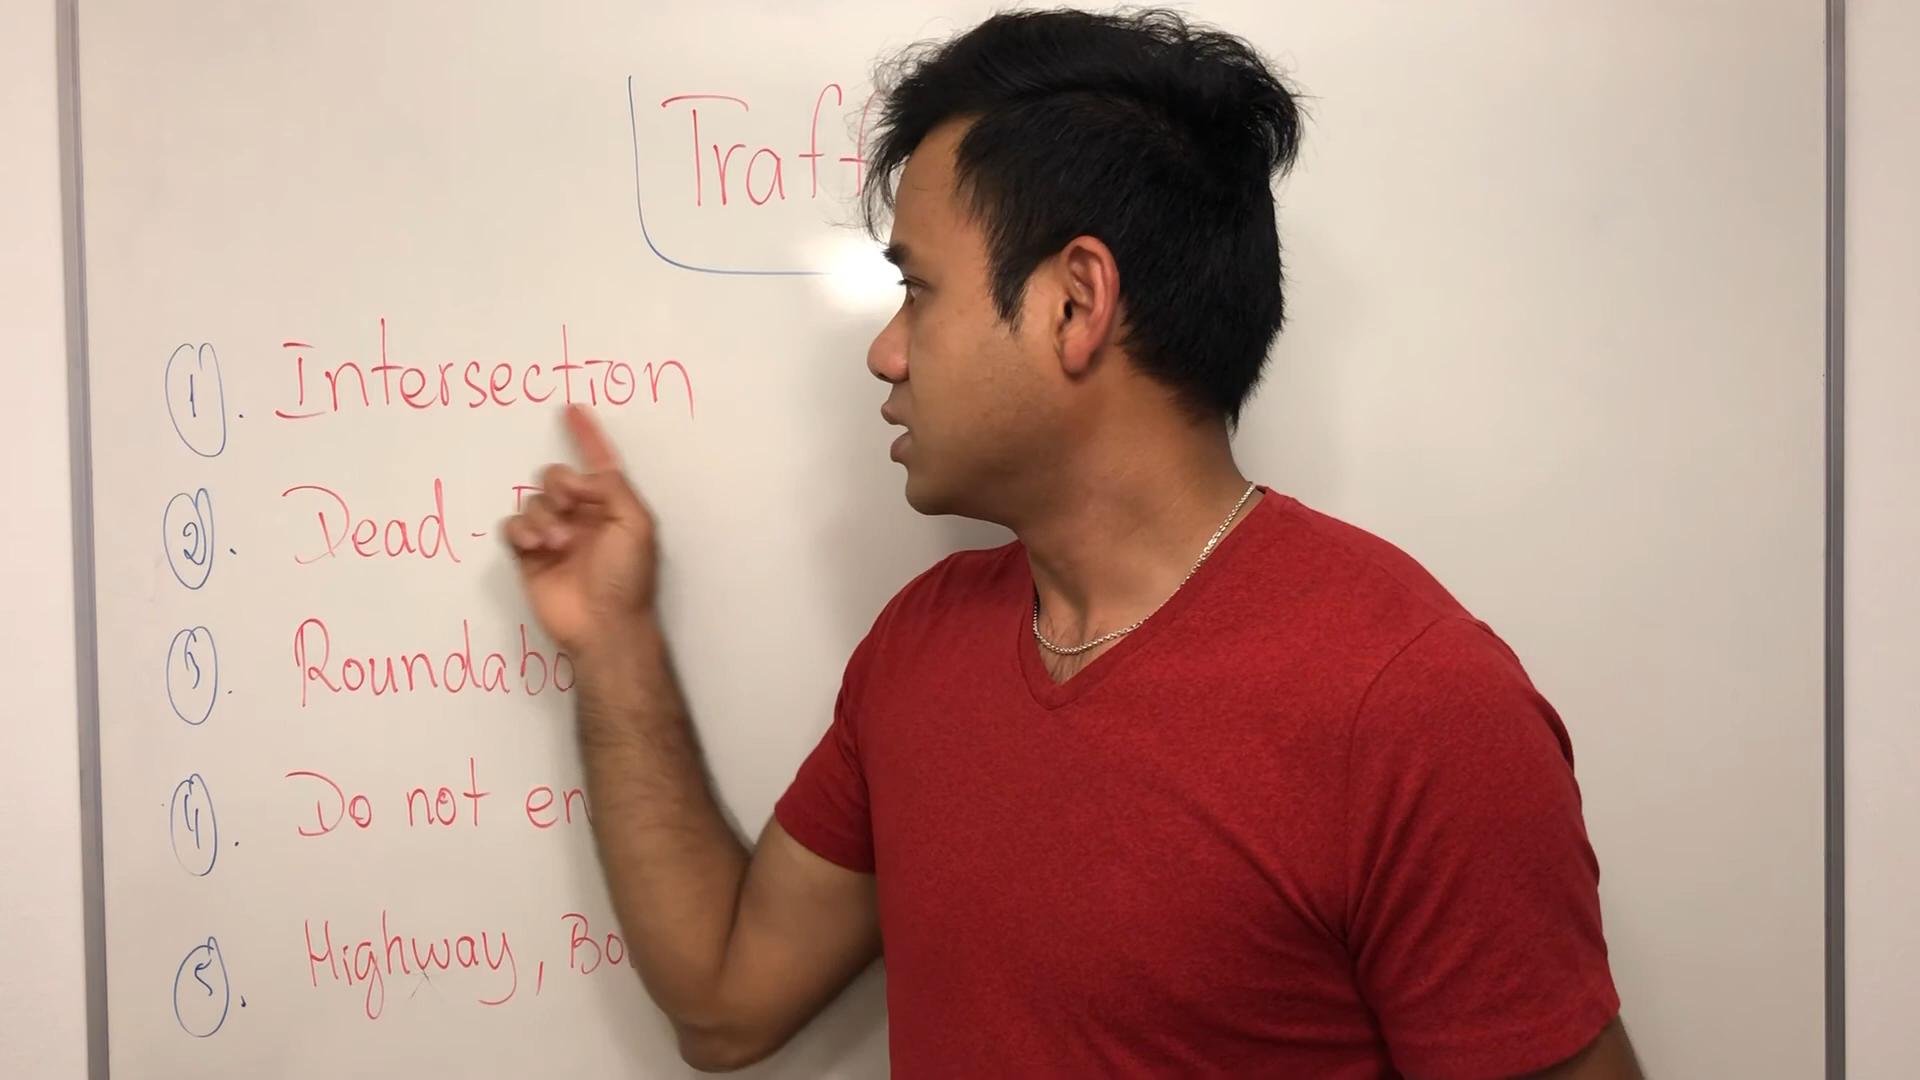 Traff
1. Intersection
2. Dead-
3. Roundabo
4. Do not en
5. Highway, Bo